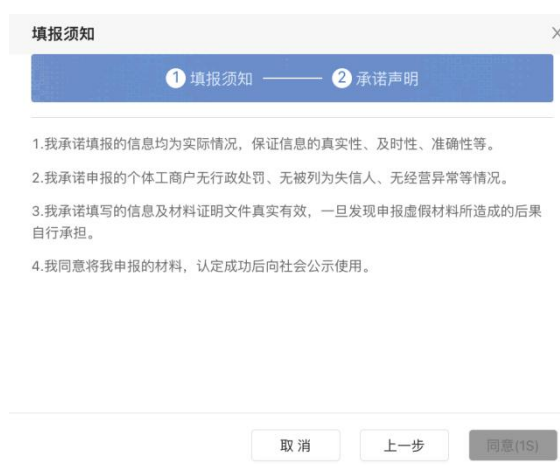 填报须知
1 填报须知 2 承诺声明
1.我承诺填报的信息均为实际情况，保证信息的真实性、及时性、准确性等。
2.我承诺申报的个体工商户无行政处罚、无被列为失信人、无经营异常等情况。
3.我承诺填写的信息及材料证明文件真实有效，一旦发现申报虚假材料所造成的后果
自行承担。
4.我同意将我申报的材料，认定成功后向社会公示使用。
取消 上一步 同意(1S)